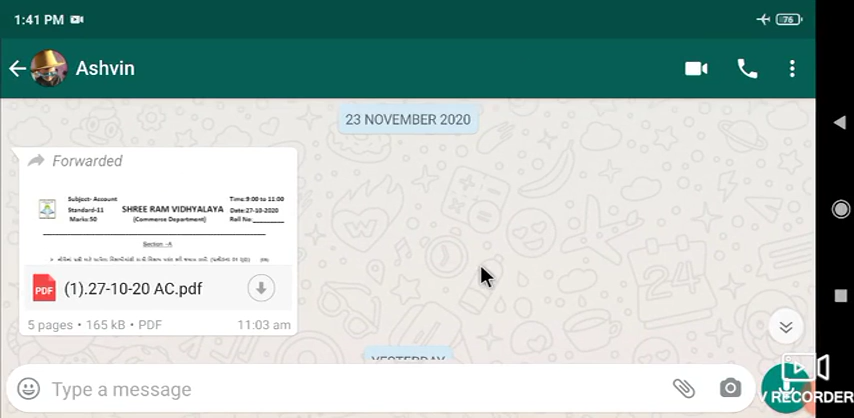 1:41 PM
76
Ashvin
23 NOVEMBER 2020
Forwarded
Subject- Account
Time:9:00 to 11:00
Standard-11
SHREE RAM VIDHYALAYA
Date:27-10-2020
Marks:50
(Commerce Department)
Roll No:
Section -A
PDF
(1).27-10-20 AC.pdf
5 pages • 165 kB • PDF
11:03 am
YESTERDAY
Type a message
V RECORDER